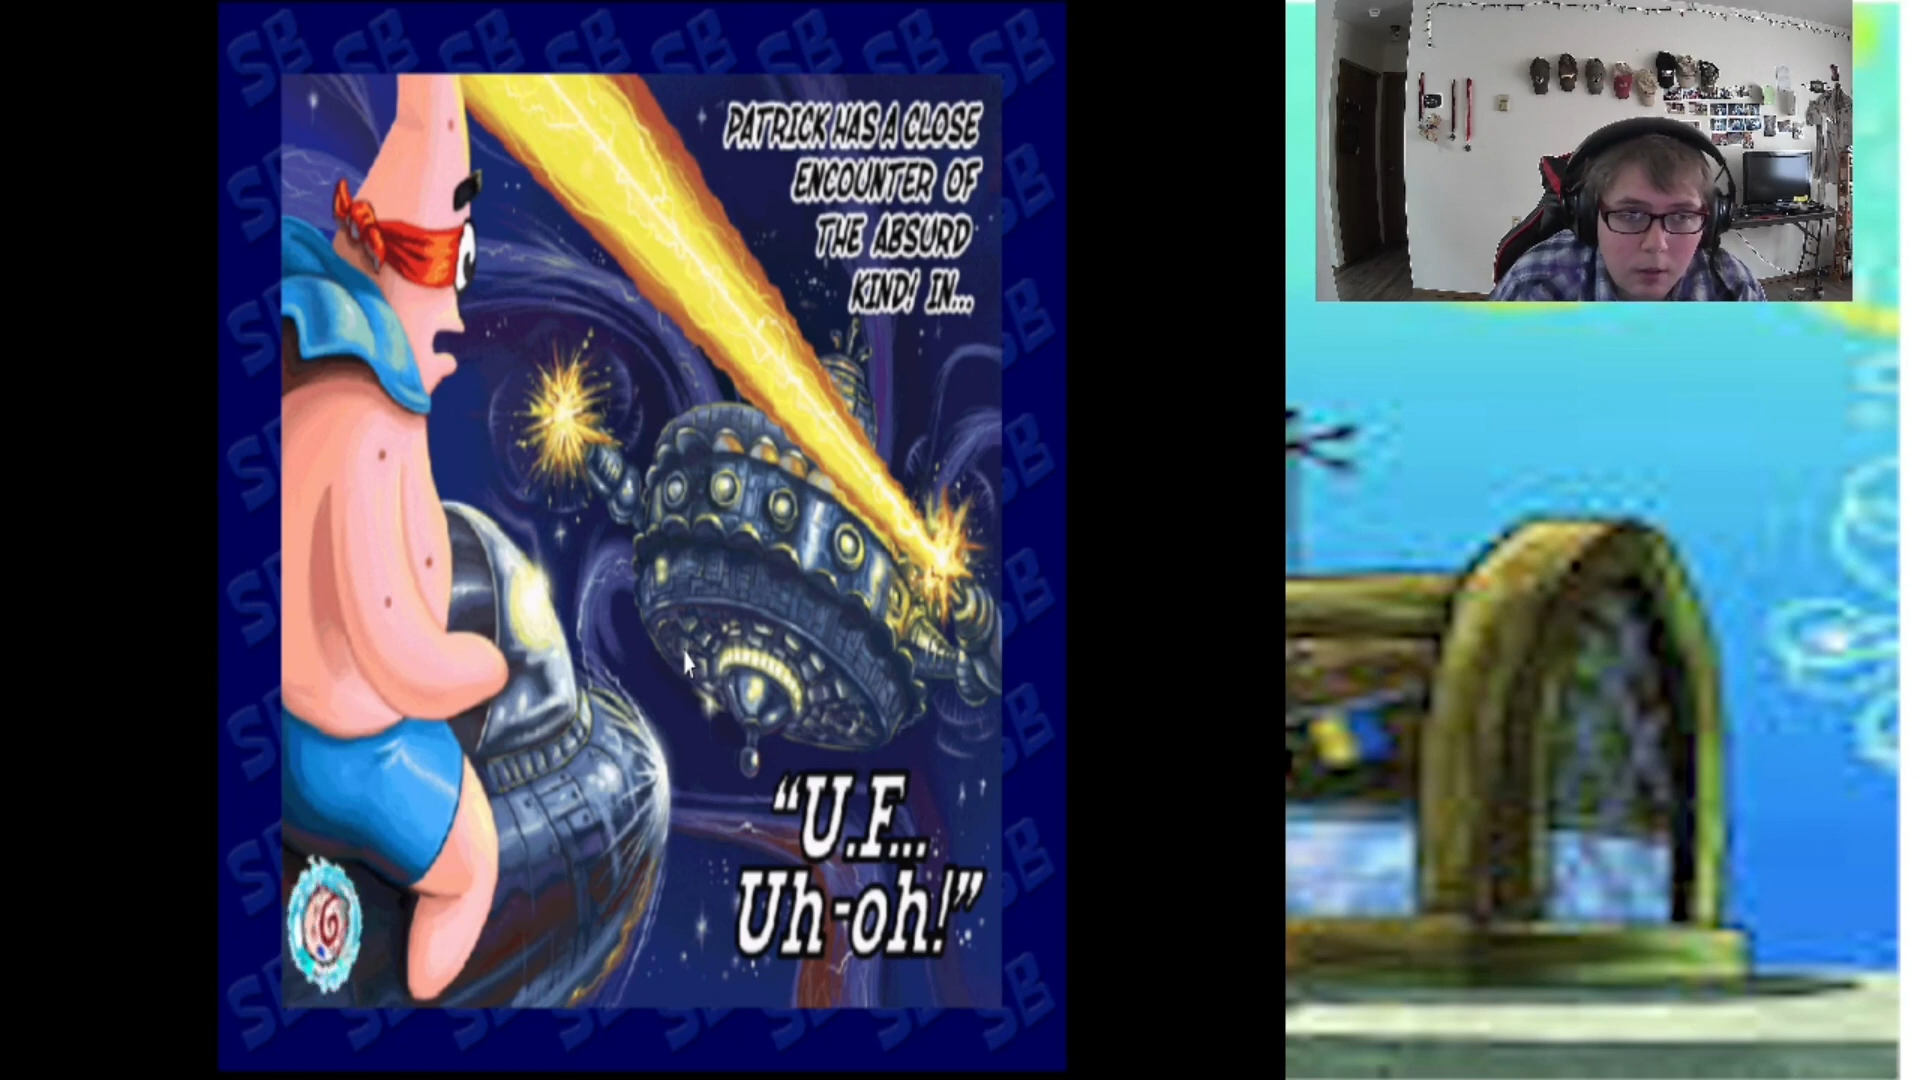 PATRICK HAS A CLOSE
ENCOUNTER OF
THE ABSURD
KIND! IN...
"U.F...
Uh-oh!"